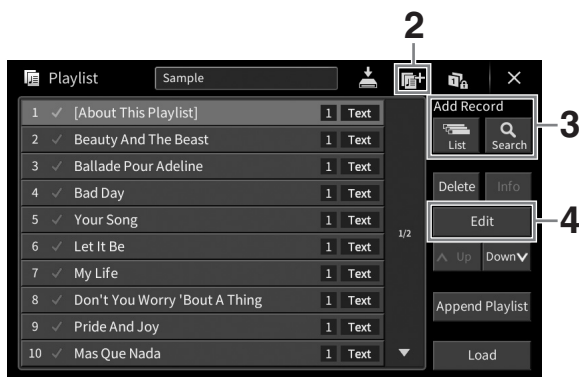 2
Playlist Sample
Add Record
List Search
3
1 [About This Playlist] 1 Text
2 Beauty And The Beast 1 Text
3 Ballade Pour Adeline 1 Text
4 Bad Day 1 Text
5 Your Song 1 Text
6 Let It Be 1 Text
7 My Life 1 Text
8 Don't You Worry 'Bout A Thing 1 Text
9 Pride And Joy 1 Text
10 Mas Que Nada 1 Text
1/2
Delete Info
Edit
4
Up Down
Append Playlist
Load